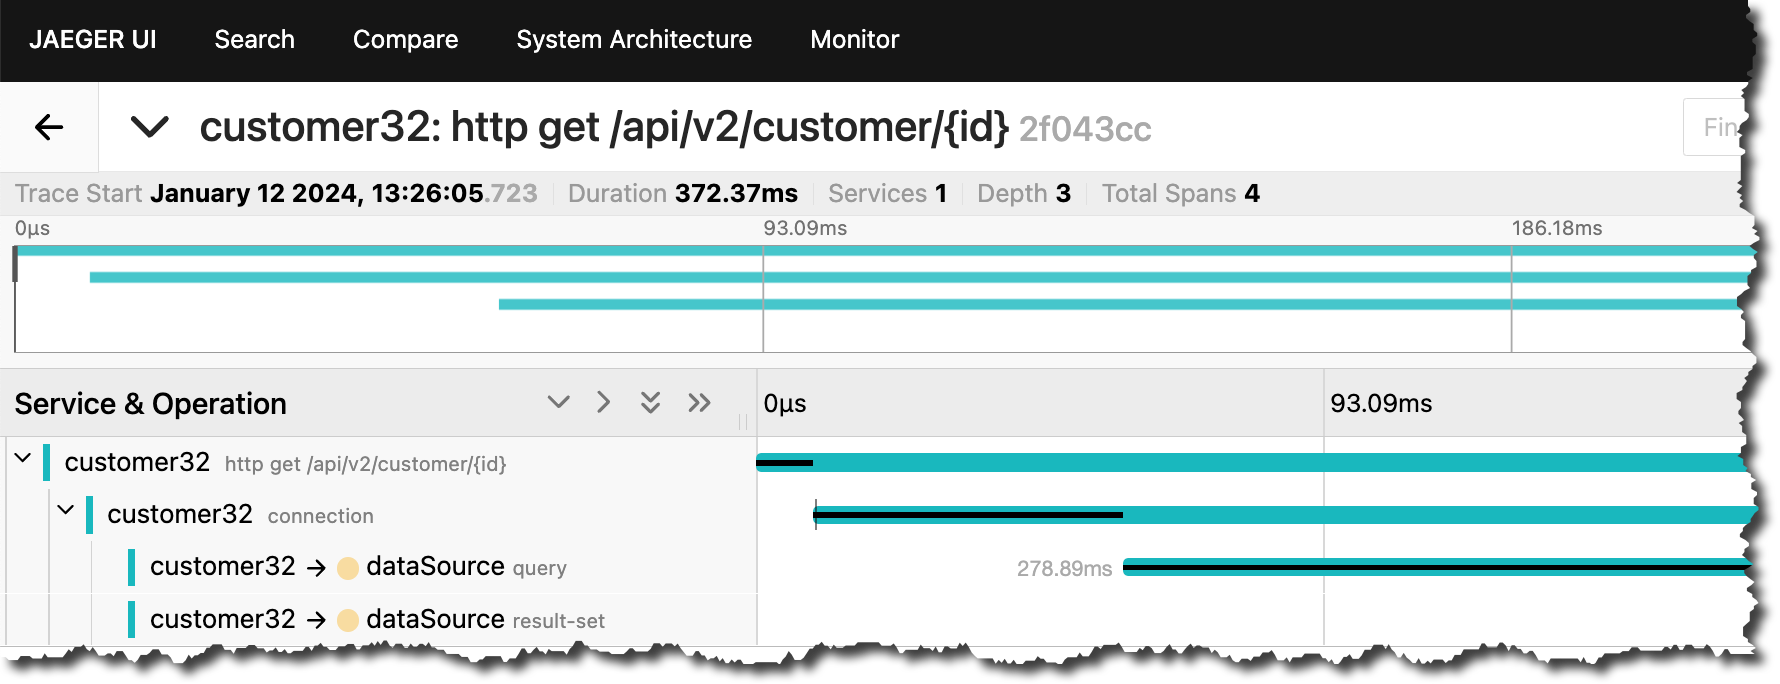 JAEGER UI Search Compare System Architecture Monitor
customer32: http get /api/v2/customer/{id} 2f043cc
Trace Start January 12 2024, 13:26:05.723 Duration 372.37ms Services 1 Depth 3 Total Spans 4
0μs 93.09ms 186.18ms
Service & Operation 0μs 93.09ms
customer32 http get /api/v2/customer/{id}
customer32 connection
customer32 → dataSource query 278.89ms
customer32 → dataSource result-set